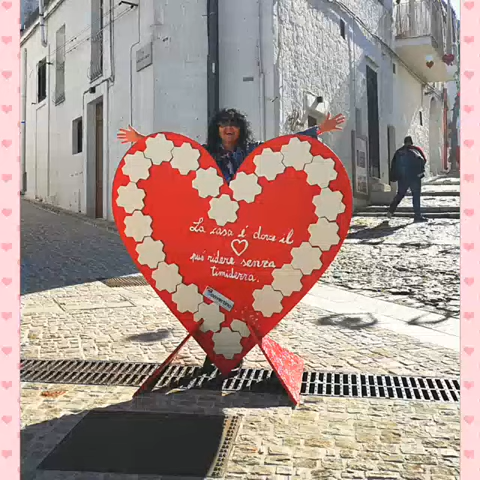 La casa è dove il
può ridere senza
timidezza.